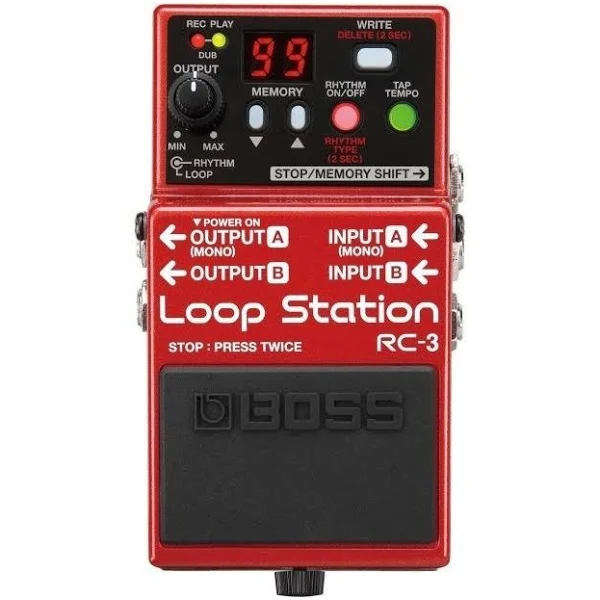 REC PLAY
DUB
OUTPUT
MIN MAX
RHYTHM
LOOP
99
MEMORY
▼ ▲
WRITE
DELETE (2 SEC)
RHYTHM
ON/OFF
TAP
TEMPO
RHYTHM
TYPE
(2 SEC)
STOP/MEMORY SHIFT →
▼ POWER ON
← OUTPUT A
(MONO)
← OUTPUT B
INPUT A ←
(MONO)
INPUT B ←
Loop Station
STOP : PRESS TWICE
RC-3
BOSS